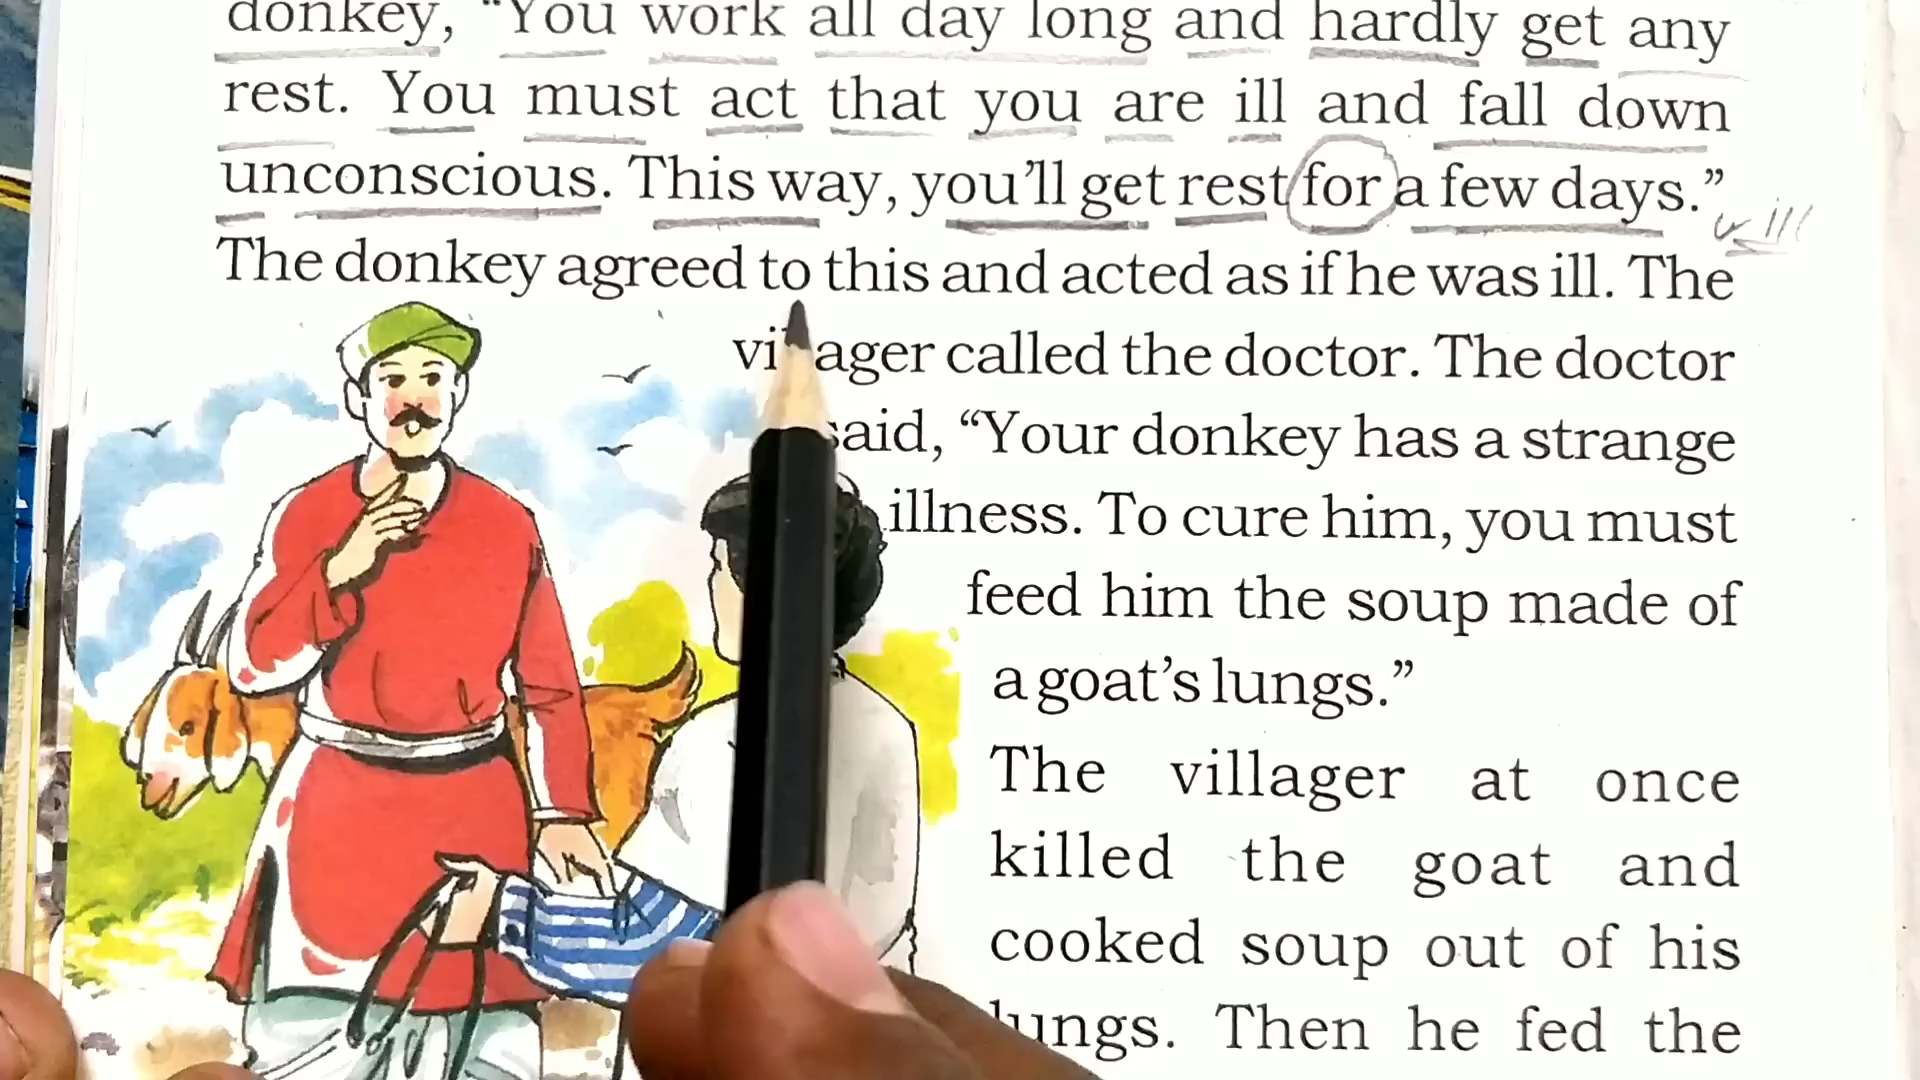 donkey, “You work all day long and hardly get any
rest. You must act that you are ill and fall down
unconscious. This way, you’ll get rest for a few days.”
will
The donkey agreed to this and acted as if he was ill. The
villager called the doctor. The doctor
said, “Your donkey has a strange
illness. To cure him, you must
feed him the soup made of
a goat’s lungs.”
The villager at once
killed the goat and
cooked soup out of his
lungs. Then he fed the